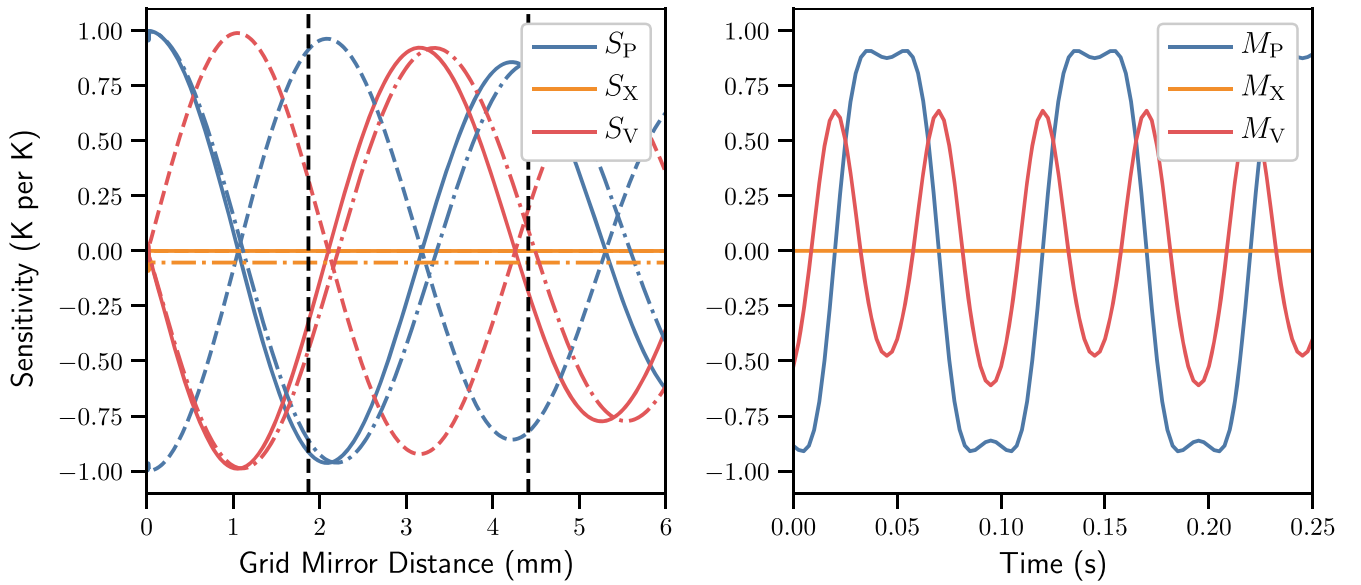 Sensitivity (K per K)
1.00
0.75
0.50
0.25
0.00
−0.25
−0.50
−0.75
−1.00
0 1 2 3 4 5 6
Grid Mirror Distance (mm)
S_P
S_X
S_V
1.00
0.75
0.50
0.25
0.00
−0.25
−0.50
−0.75
−1.00
0.00 0.05 0.10 0.15 0.20 0.25
Time (s)
M_P
M_X
M_V